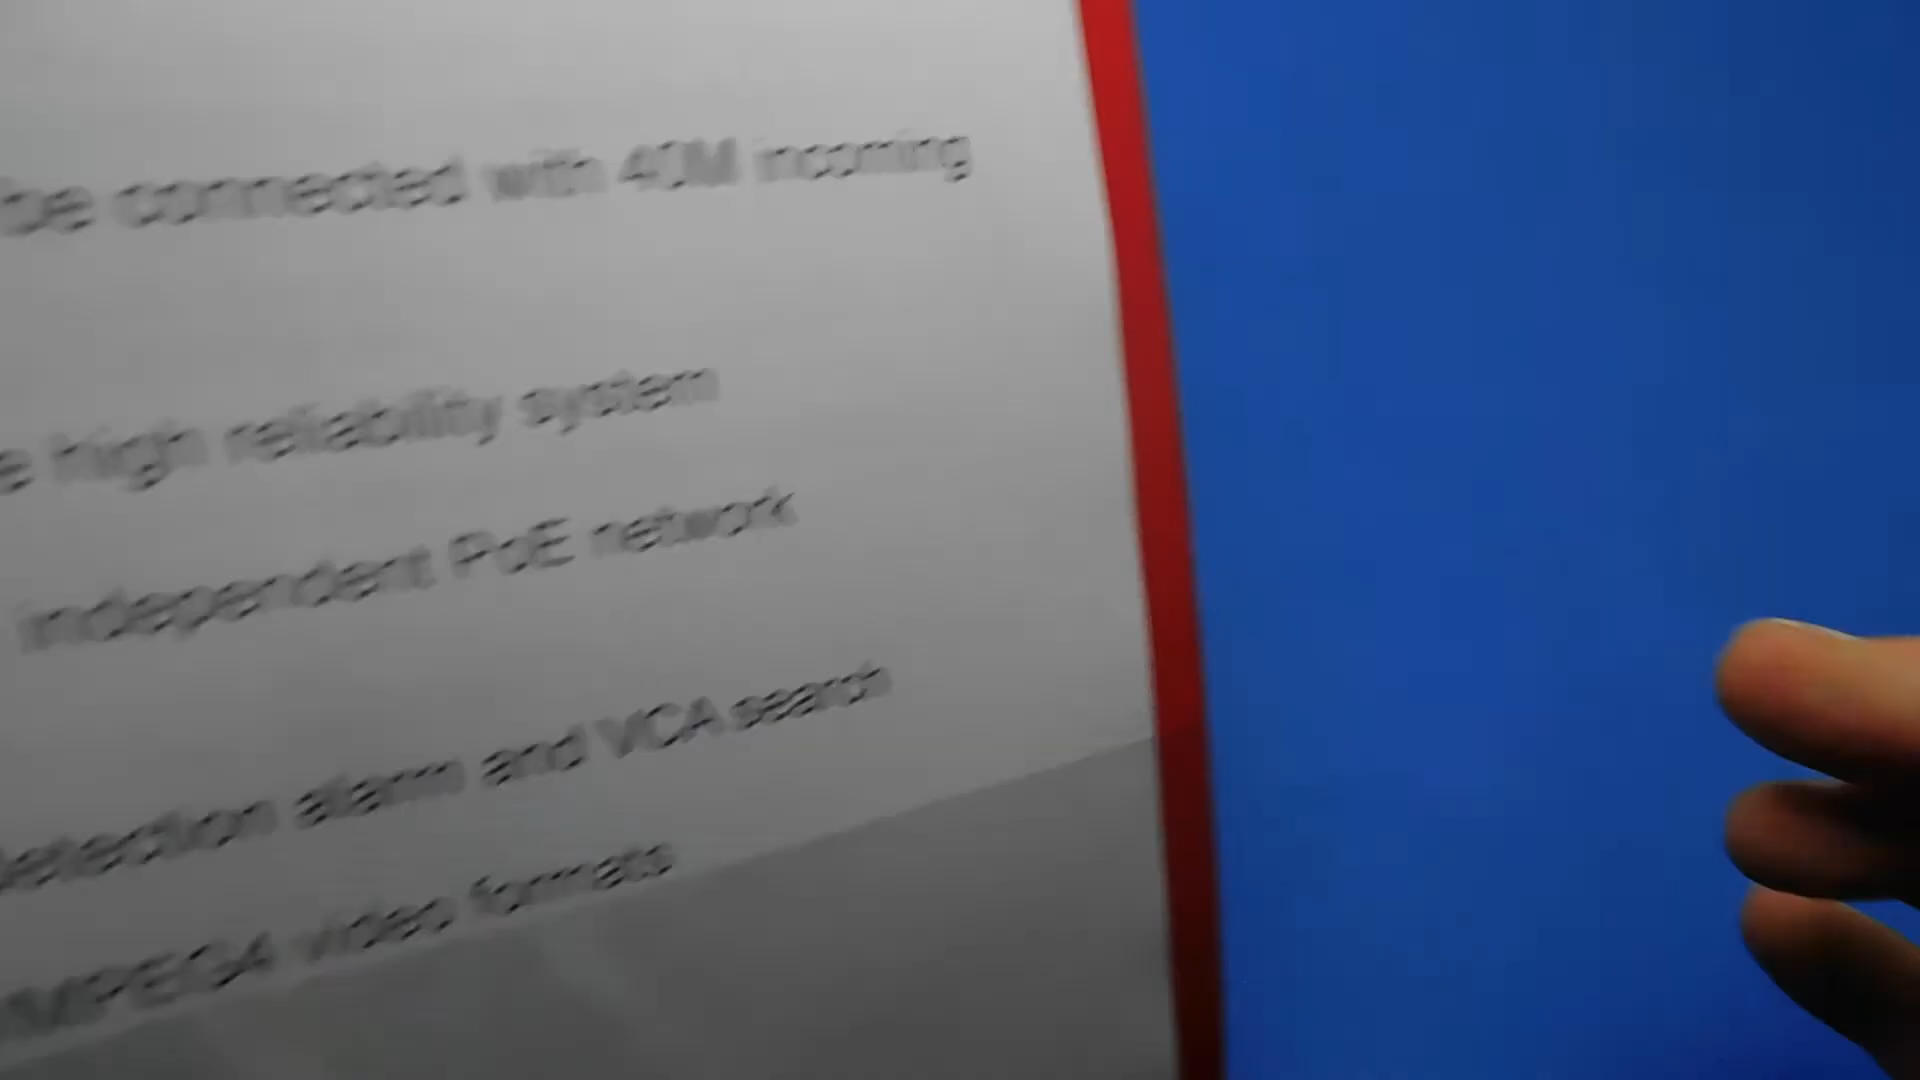 be connected with 40M incoming
high reliability system
independent PoE network
detection alarm and VCA search
video formats